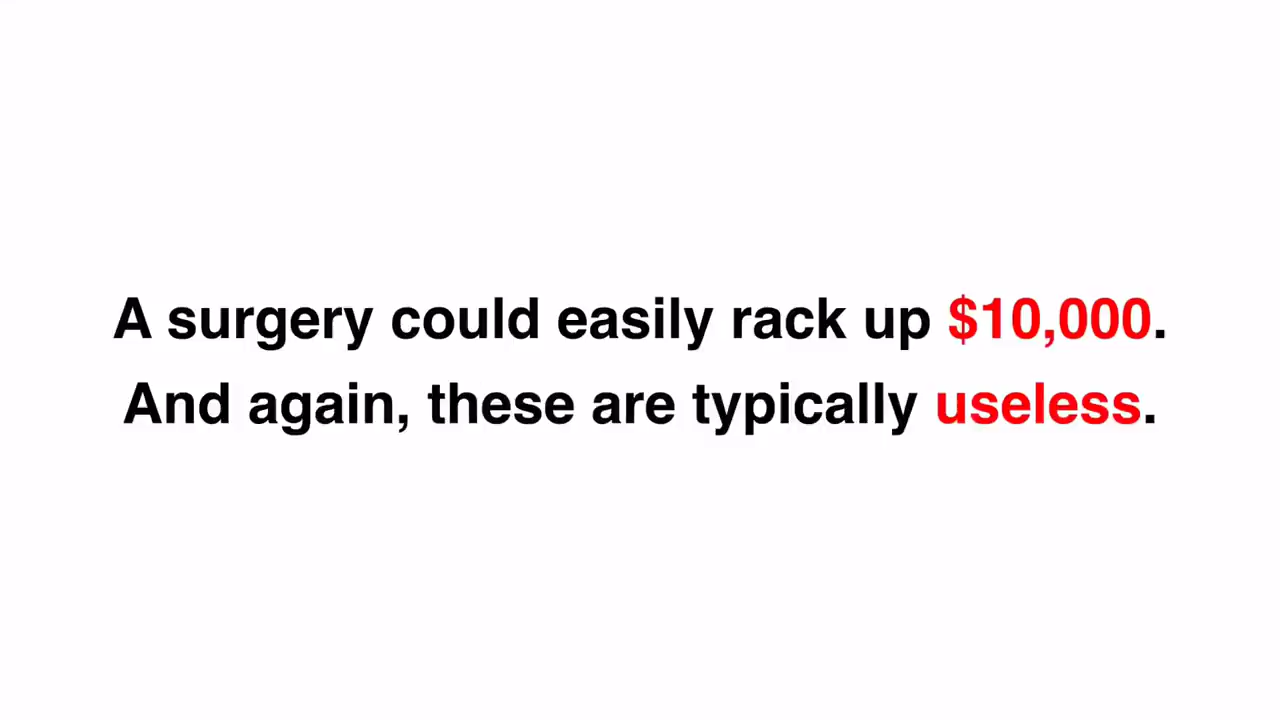 A surgery could easily rack up $10,000.
And again, these are typically useless.